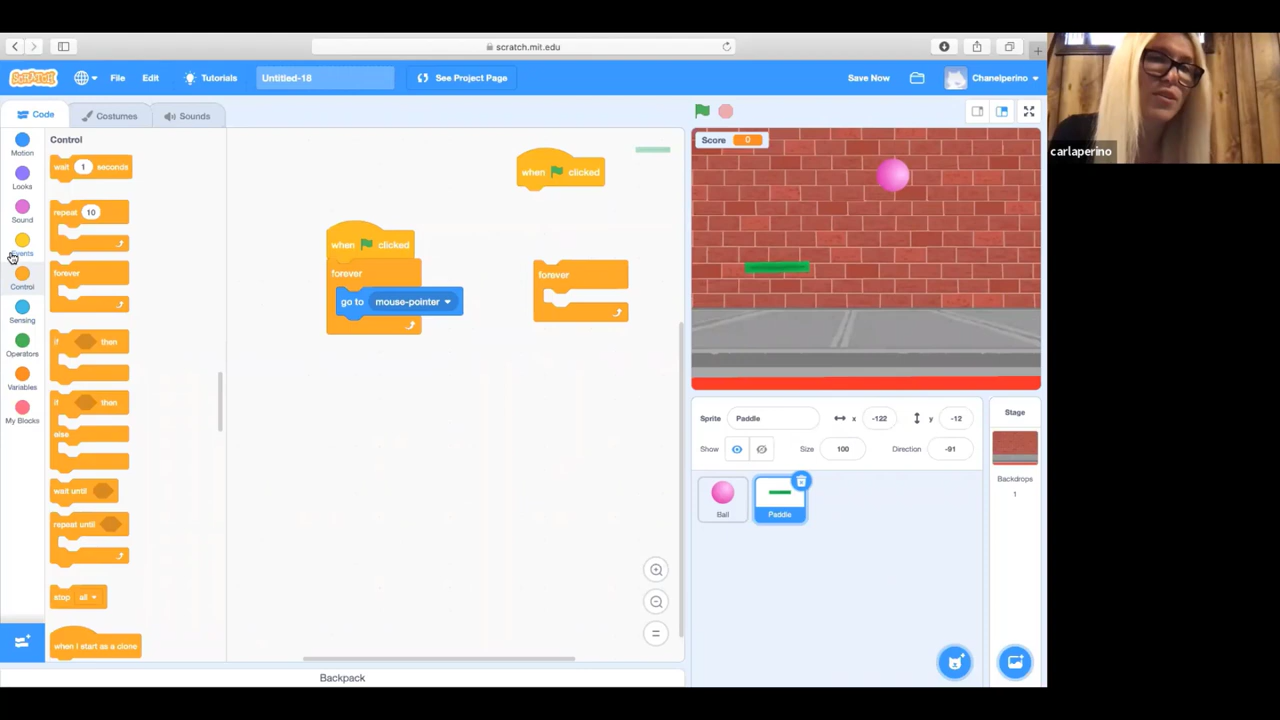 scratch.mit.edu
SCRATCH
File
Edit
Tutorials
Untitled-18
See Project Page
Save Now
Chanelperino
Code
Costumes
Sounds
Motion
Looks
Sound
Events
Control
Sensing
Operators
Variables
My Blocks
Control
wait 1 seconds
repeat 10
forever
if then
if then
else
wait until
repeat until
stop all
when I start as a clone
when clicked
forever
go to mouse-pointer
when clicked
forever
Backpack
Score 0
Sprite Paddle x -122 y -12
Show Size 100 Direction -91
Ball
Paddle
Stage
Backdrops
1
carlaperino